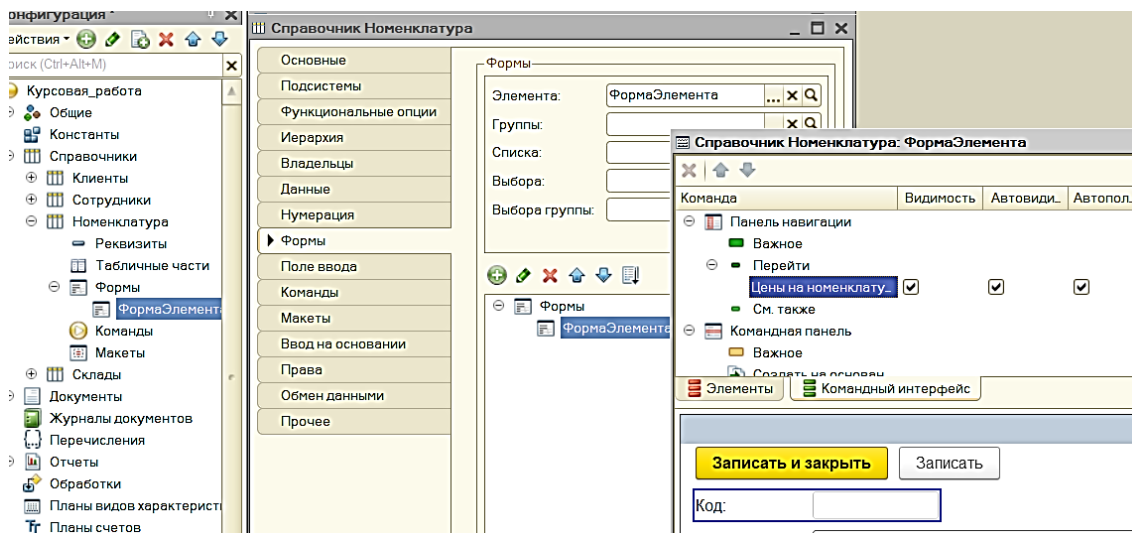 онфигурация *
ействия
оиск (Ctrl+Alt+M)
Курсовая_работа
Общие
Константы
Справочники
Клиенты
Сотрудники
Номенклатура
Реквизиты
Табличные части
Формы
ФормаЭлемента
Команды
Макеты
Склады
Документы
Журналы документов
Перечисления
Отчеты
Обработки
Планы видов характеристи
Планы счетов
Справочник Номенклатура
Основные
Подсистемы
Функциональные опции
Иерархия
Владельцы
Данные
Нумерация
Формы
Поле ввода
Команды
Макеты
Ввод на основании
Права
Обмен данными
Прочее
Формы
Элемента: ФормаЭлемента ...
Группы:
Списка:
Выбора:
Выбора группы:
Формы
ФормаЭлемента
Справочник Номенклатура: ФормаЭлемента
Команда Видимость Автовиди... Автопол...
Панель навигации
Важное
Перейти
Цены на номенклату...
См. также
Командная панель
Важное
Создать на основан
Элементы Командный интерфейс
Записать и закрыть Записать
Код: